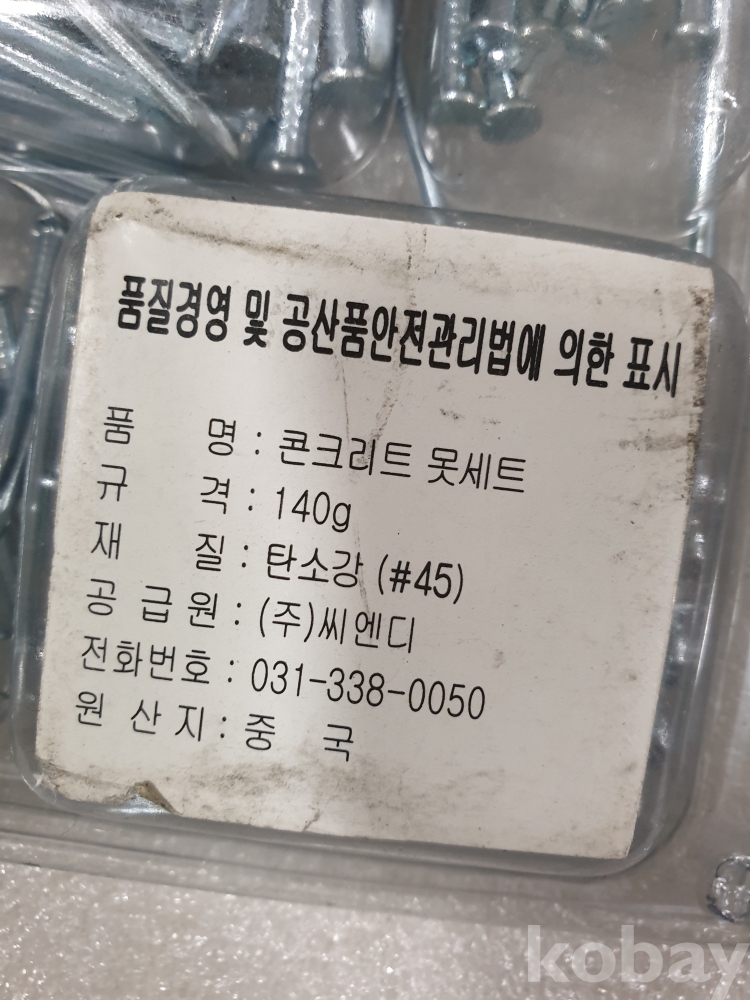 품질경영 및 공산품안전관리법에 의한 표시
품 명 : 콘크리트 못세트
규 격 : 140g
재 질 : 탄소강 (#45)
공 급 원 : (주)씨엔디
전화번호 : 031-338-0050
원 산 지 : 중 국
kobay